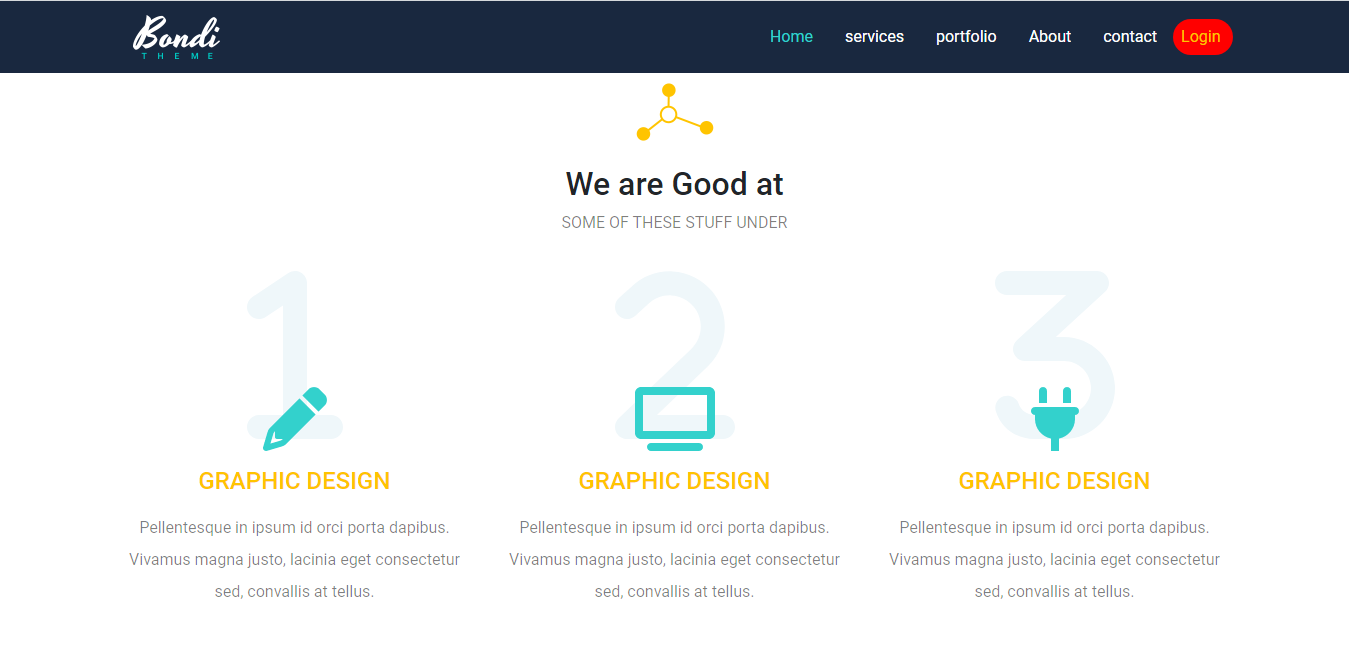 Bondi
THEME
Home services portfolio About contact Login
We are Good at
SOME OF THESE STUFF UNDER
1 2 3
GRAPHIC DESIGN
Pellentesque in ipsum id orci porta dapibus.
Vivamus magna justo, lacinia eget consectetur
sed, convallis at tellus.
GRAPHIC DESIGN
Pellentesque in ipsum id orci porta dapibus.
Vivamus magna justo, lacinia eget consectetur
sed, convallis at tellus.
GRAPHIC DESIGN
Pellentesque in ipsum id orci porta dapibus.
Vivamus magna justo, lacinia eget consectetur
sed, convallis at tellus.